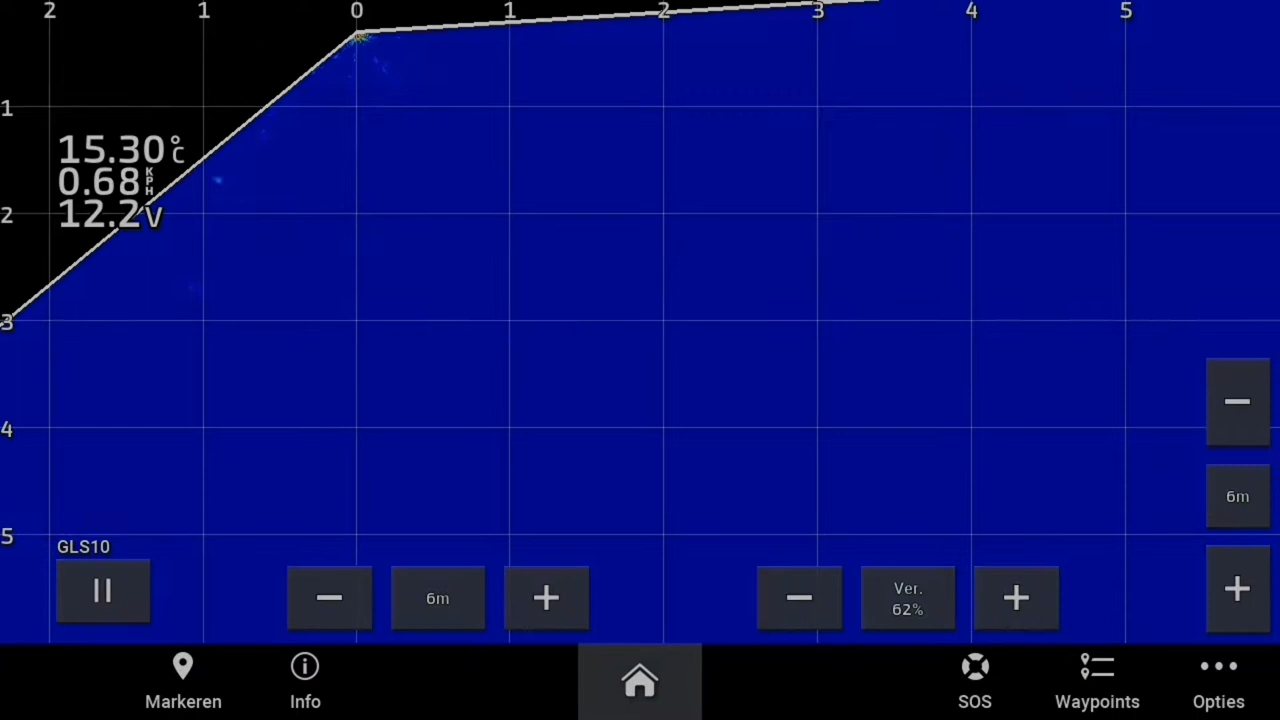 2 1 0 1 2 3 4 5
1
15.30°C
0.68 KPH
2
12.2V
3
4
5
GLS10
6m
6m
Ver.
62%
Markeren
Info
SOS
Waypoints
Opties